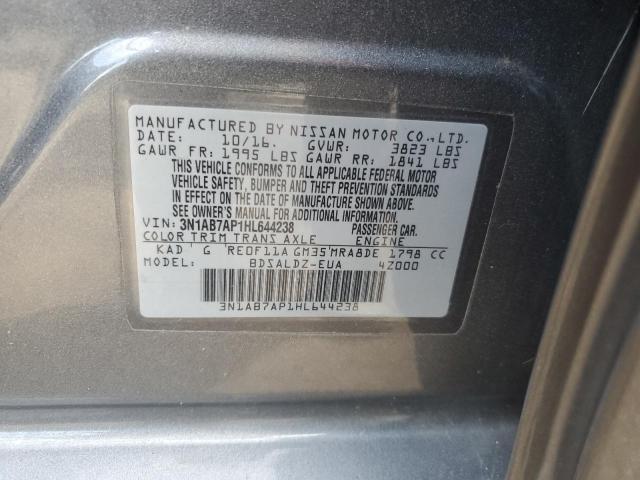 MANUFACTURED BY NISSAN MOTOR CO.,LTD.
DATE: 10/16. GVWR: 3823 LBS
GAWR FR: 1995 LBS GAWR RR: 1841 LBS
THIS VEHICLE CONFORMS TO ALL APPLICABLE FEDERAL MOTOR
VEHICLE SAFETY, BUMPER AND THEFT PREVENTION STANDARDS
IN EFFECT ON THE DATE OF MANUFACTURE SHOWN ABOVE.
SEE OWNER'S MANUAL FOR ADDITIONAL INFORMATION.
VIN: 3N1AB7AP1HL644238 PASSENGER CAR.
COLOR TRIM TRANS AXLE ENGINE
KAD G RE0F11A GM35 MRA8DE 1798 CC
MODEL: BDSALDZ-EUA 4Z000
3N1AB7AP1HL644238